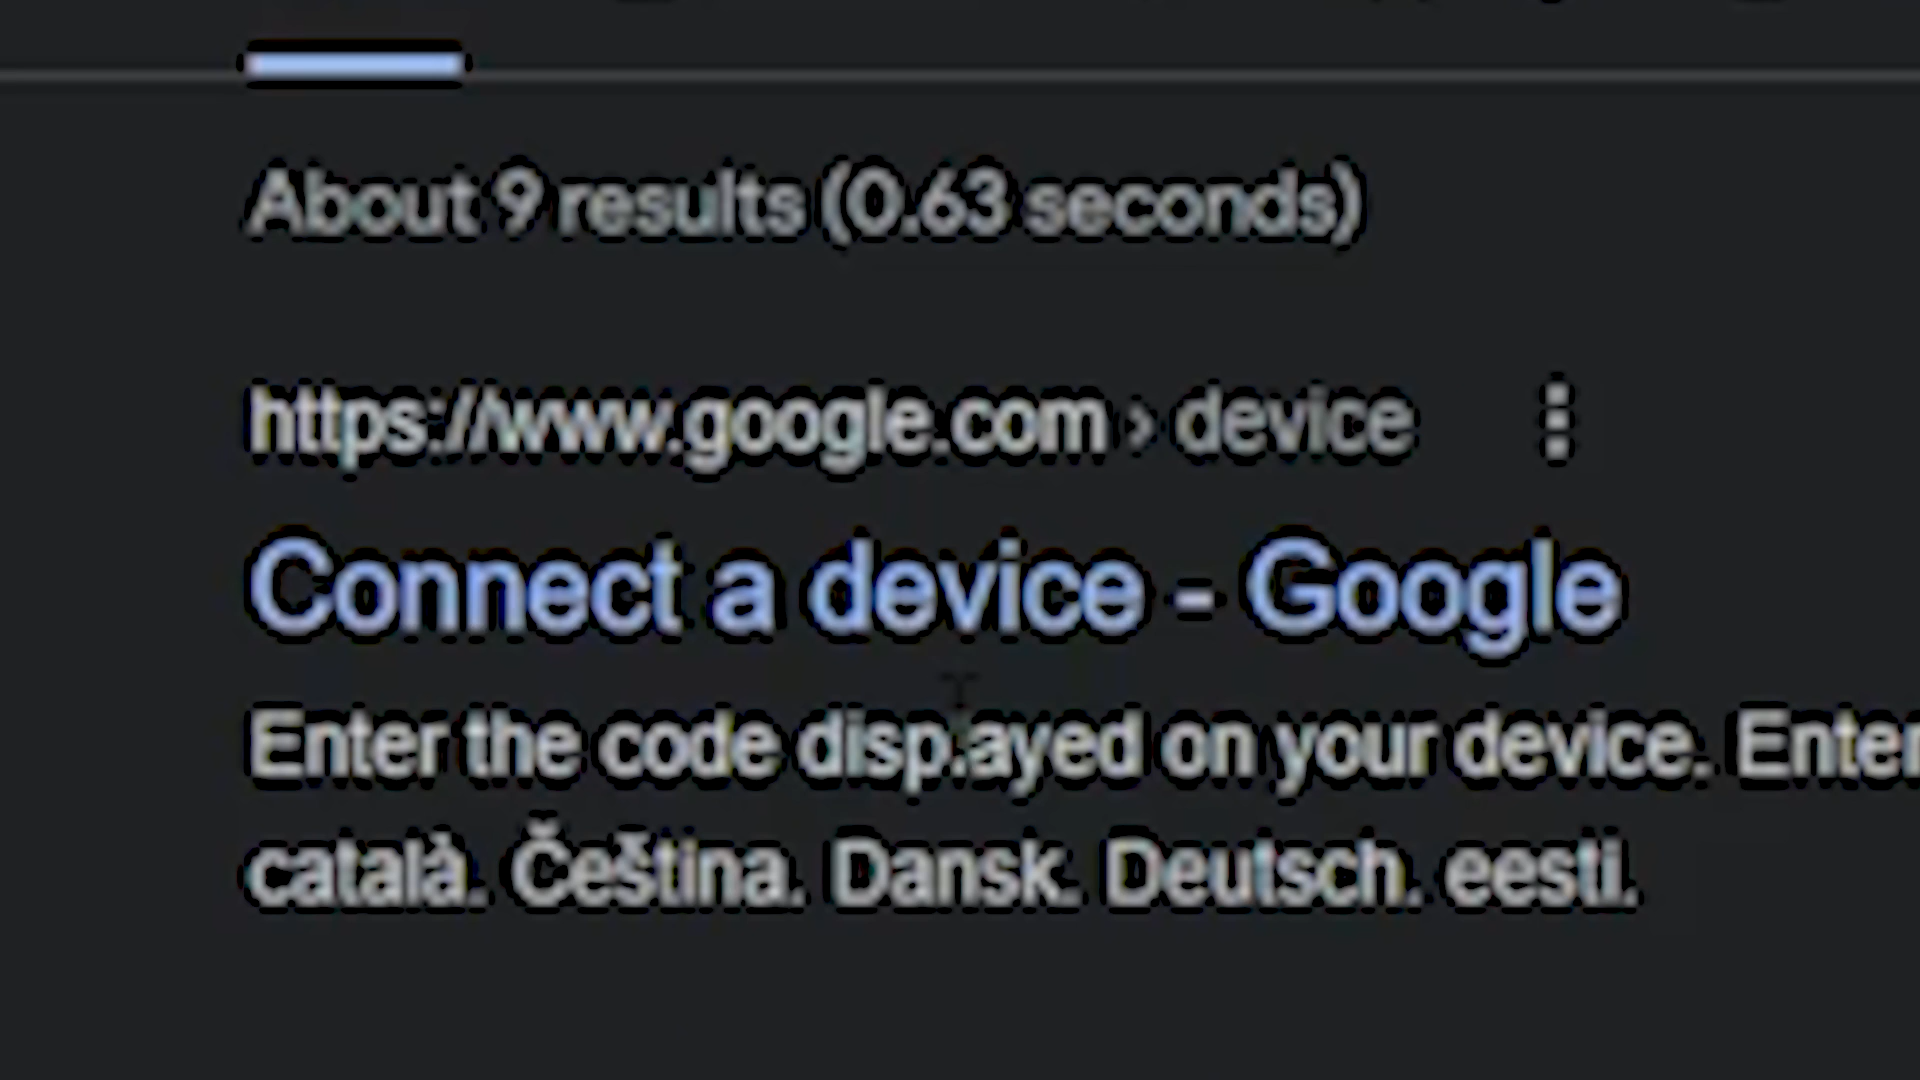 About 9 results (0.63 seconds)
https://www.google.com › device
Connect a device - Google
Enter the code displayed on your device. Enter
català. Čeština. Dansk. Deutsch. eesti.